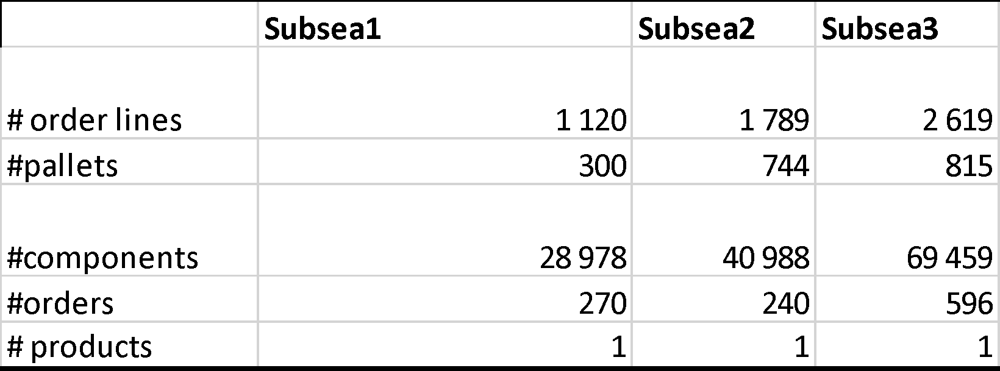 Subsea1 Subsea2 Subsea3
# order lines 1 120 1 789 2 619
#pallets 300 744 815
#components 28 978 40 988 69 459
#orders 270 240 596
# products 1 1 1